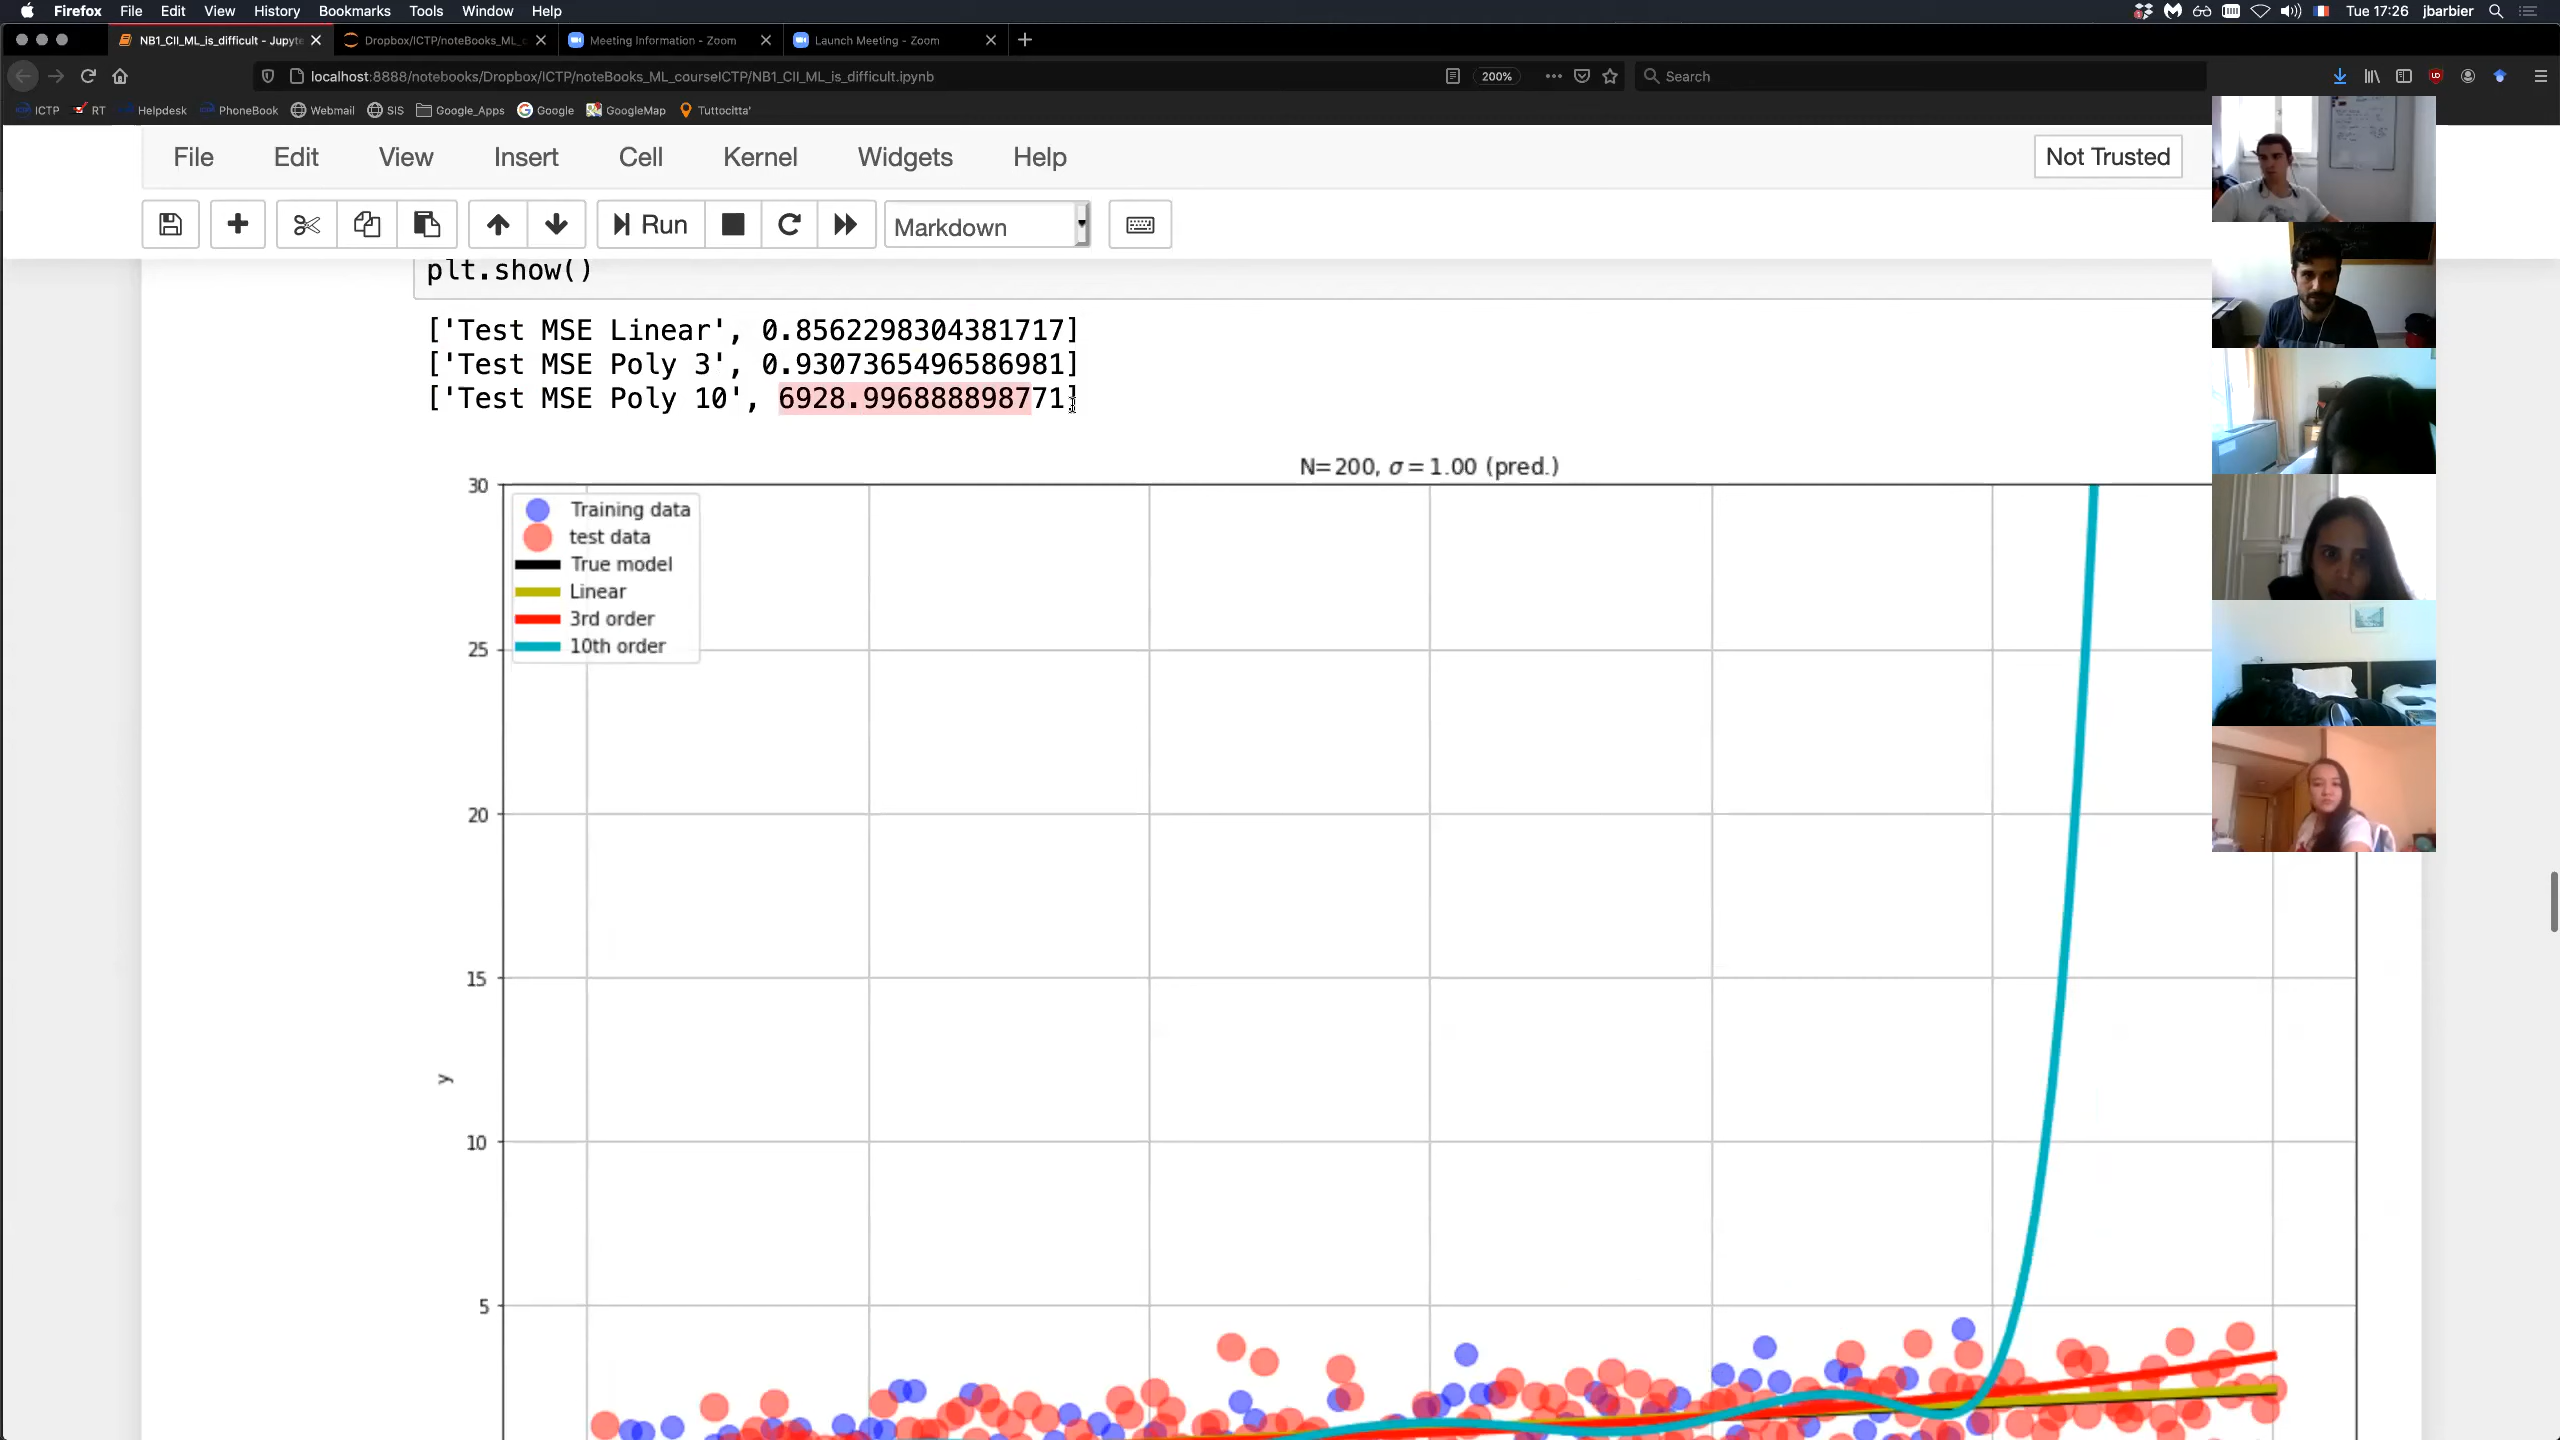 Firefox File Edit View History Bookmarks Tools Window Help Tue 17:26 jbarbier
NB1_CII_ML_is_difficult - Jupyte Dropbox/ICTP/noteBooks_ML_c Meeting Information - Zoom Launch Meeting - Zoom
localhost:8888/notebooks/Dropbox/ICTP/noteBooks_ML_courseICTP/NB1_CII_ML_is_difficult.ipynb 200% Search
ICTP RT Helpdesk PhoneBook Webmail SIS Google_Apps Google GoogleMap Tuttocitta'
File Edit View Insert Cell Kernel Widgets Help Not Trusted
Run Markdown
plt.show()
['Test MSE Linear', 0.8562298304381717]
['Test MSE Poly 3', 0.9307365496586981]
['Test MSE Poly 10', 6928.996888898771]
N=200, σ = 1.00 (pred.)
30
Training data
test data
True model
Linear
3rd order
10th order
25
20
15
y
10
5